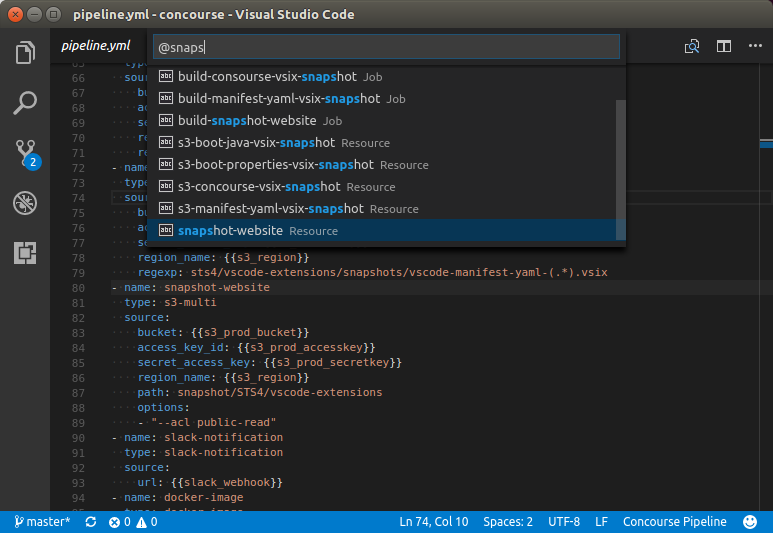 pipeline.yml - concourse - Visual Studio Code
pipeline.yml
@snaps
build-consourse-vsix-snapshot Job
build-manifest-yaml-vsix-snapshot Job
build-snapshot-website Job
s3-boot-java-vsix-snapshot Resource
s3-boot-properties-vsix-snapshot Resource
s3-concourse-vsix-snapshot Resource
s3-manifest-yaml-vsix-snapshot Resource
snapshot-website Resource
2
66 sour
67 bu
68 ac
69 se
70 re
71 re
72 - name
73 type
74 sour
75 bu
76 ac
77 se
78 region_name: {{s3_region}}
79 regexp: sts4/vscode-extensions/snapshots/vscode-manifest-yaml-(.*).vsix
80 - name: snapshot-website
81 type: s3-multi
82 source:
83 bucket: {{s3_prod_bucket}}
84 access_key_id: {{s3_prod_accesskey}}
85 secret_access_key: {{s3_prod_secretkey}}
86 region_name: {{s3_region}}
87 path: snapshot/STS4/vscode-extensions
88 options:
89 - "--acl public-read"
90 - name: slack-notification
91 type: slack-notification
92 source:
93 url: {{slack_webhook}}
94 - name: docker-image
master* 0 0 Ln 74, Col 10 Spaces: 2 UTF-8 LF Concourse Pipeline